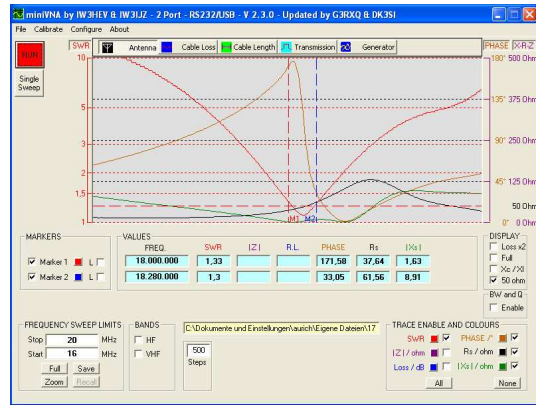 miniVNA by IW3HEV & IW3IJZ - 2 Port - RS232/USB - V 2.3.0 - Updated by G3RXQ & DK3SI
File Calibrate Configure About
RUN
Single Sweep
SWR Antenna Cable Loss Cable Length Transmission Generator PHASE X-R-Z
10 180° 500 Ohm
5 135° 375 Ohm
3
90° 250 Ohm
2
1,5 45° 125 Ohm
50 Ohm
1 M1 M2 0° 0 Ohm
MARKERS
Marker 1 L
Marker 2 L
VALUES
FREQ. SWR |Z| R.L. PHASE Rs |Xs|
18.000.000 1,33 171,58 37,64 1,63
18.280.000 1,3 33,05 61,56 8,91
DISPLAY
Loss x2
Full
Xc / Xl
50 ohm
BW and Q
Enable
FREQUENCY SWEEP LIMITS
Stop 20 MHz
Start 16 MHz
Full Save
Zoom Recall
BANDS
HF
VHF
C:\Dokumente und Einstellungen\aurich\Eigene Dateien\17
500
Steps
TRACE ENABLE AND COLOURS
SWR PHASE /°
|Z| / ohm Rs / ohm
Loss / dB |Xs| / ohm
All None